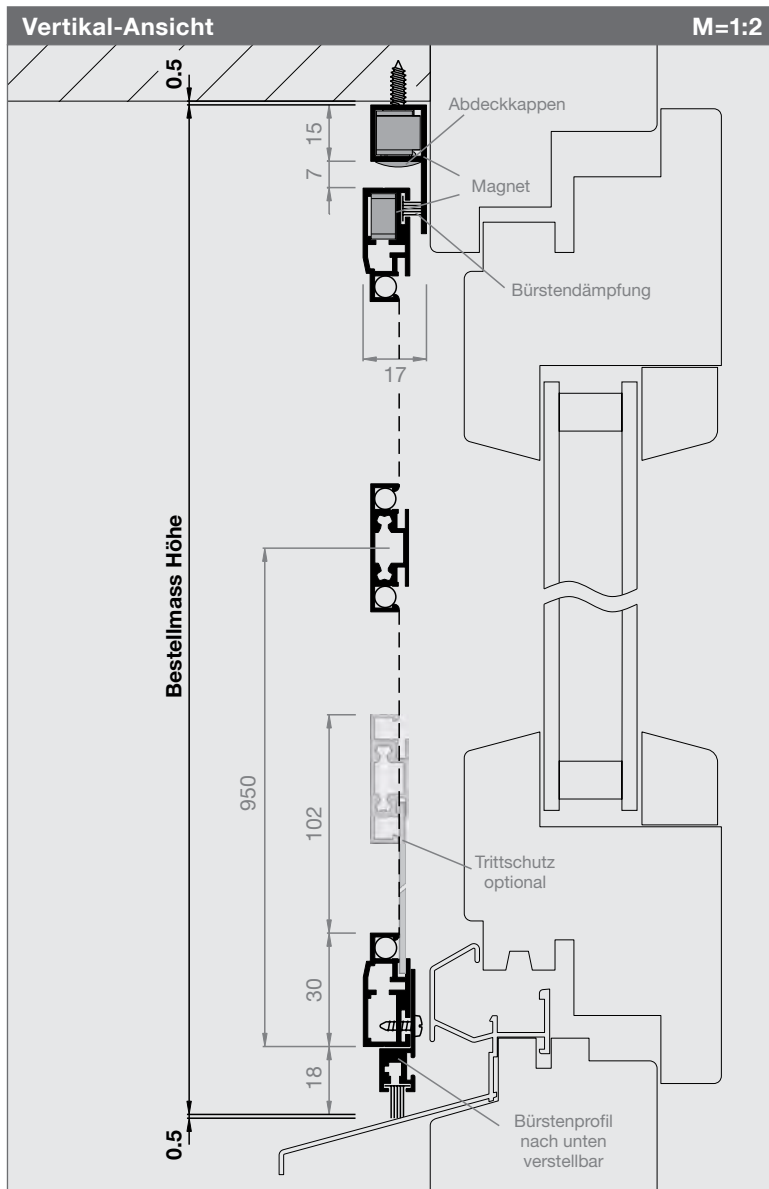 Vertikal-Ansicht M=1:2
0.5
Abdeckkappen
15
7
Magnet
Bürstendämpfung
17
Bestellmass Höhe
950
102
Trittschutz
optional
30
18
Bürstenprofil
nach unten
verstellbar
0.5